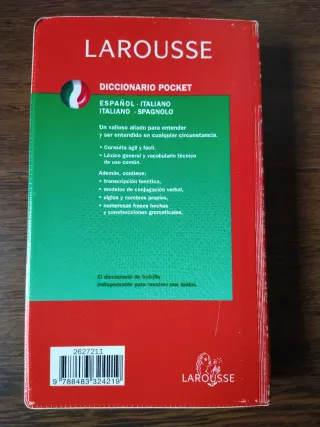 LAROUSSE
DICCIONARIO POCKET
ESPAÑOL - ITALIANO
ITALIANO - SPAGNOLO
Un valioso aliado para entender
y ser entendido en cualquier circunstancia.
• Consulta ágil y fácil.
• Léxico general y vocabulario técnico
de uso común.
Además, contiene:
• transcripción fonética,
• modelos de conjugación verbal,
• siglas y nombres propios,
• numerosas frases hechas
y construcciones gramaticales.
El diccionario de bolsillo
indispensable para resolver sus dudas.
2627211
9 788483 324219
LAROUSSE